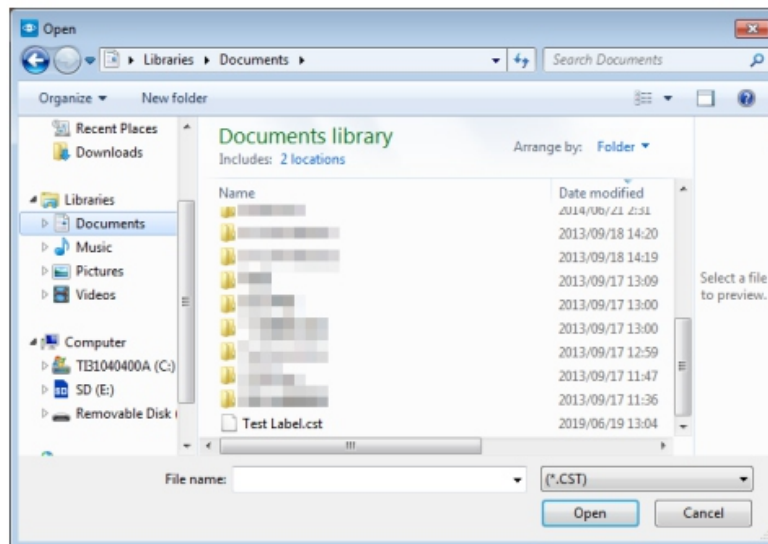 Open
Libraries Documents
Search Documents
Organize New folder
Recent Places
Downloads
Libraries
Documents
Music
Pictures
Videos
Computer
TI31040400A (C:)
SD (E:)
Removable Disk
Documents library
Includes: 2 locations
Arrange by: Folder
Name Date modified
2014/06/21 2:31
2013/09/18 14:20
2013/09/18 14:19
2013/09/17 13:09
2013/09/17 13:00
2013/09/17 13:00
2013/09/17 12:59
2013/09/17 11:47
2013/09/17 11:36
Test Label.cst 2019/06/19 13:04
Select a file
to preview.
File name:
(*.CST)
Open Cancel